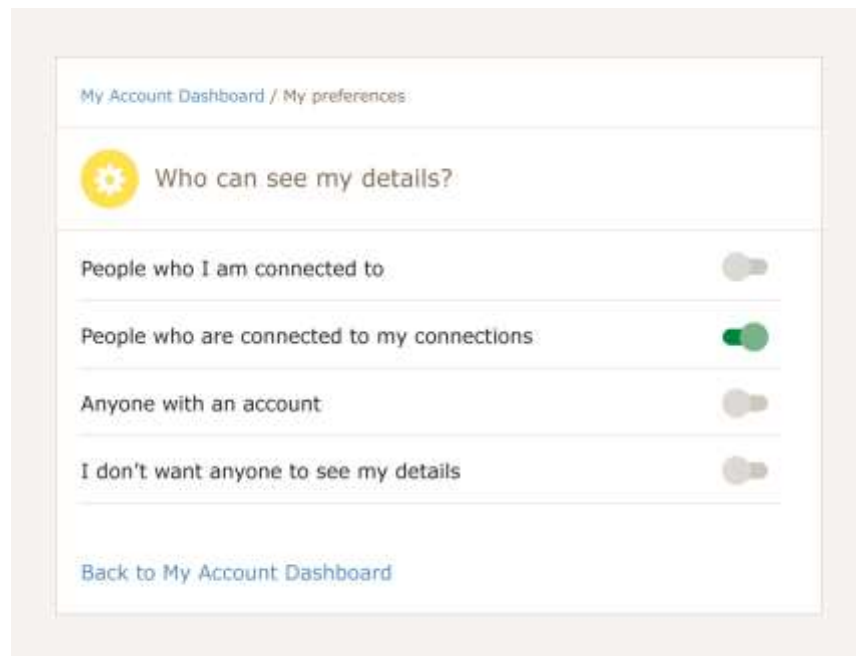 My Account Dashboard / My preferences
Who can see my details?
People who I am connected to
People who are connected to my connections
Anyone with an account
I don't want anyone to see my details
Back to My Account Dashboard